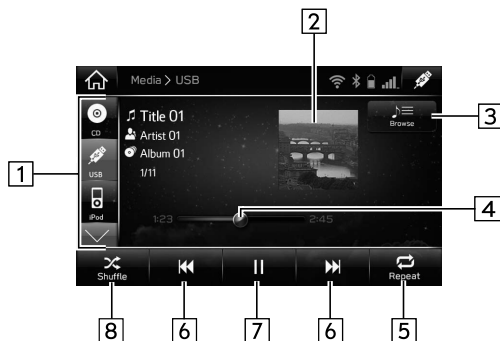 2
Media > USB
3
Browse
CD
Title 01
Artist 01
Album 01
1
USB
1/11
iPod
4
1:23
2:45
Shuffle
Repeat
8
6
7
6
5